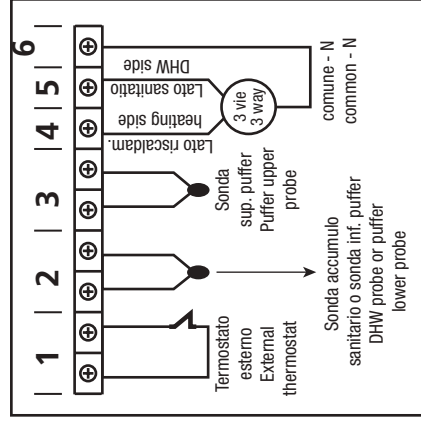 1
2
3
4
5
6
Termostato
esterno
External
thermostat
Sonda accumulo
sanitario o sonda inf. puffer
DHW probe or puffer
lower probe
Sonda
sup. puffer
Puffer upper
probe
Lato riscaldam.
heating side
Lato sanitatio
DHW side
3 vie
3 way
comune - N
common - N